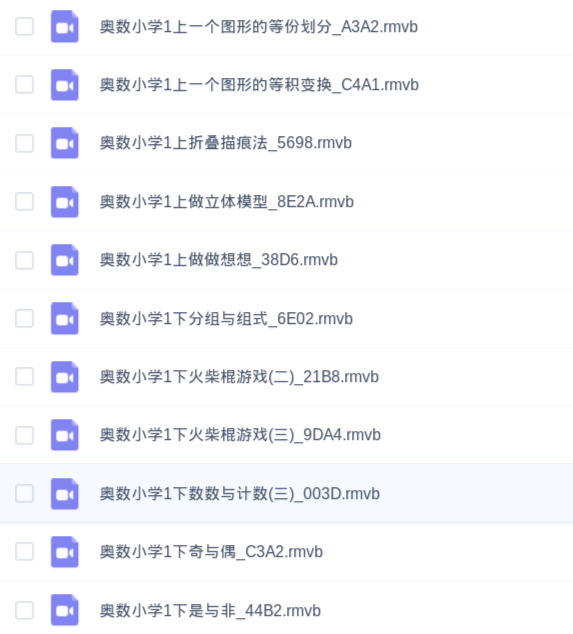 奥数小学1上一个图形的等份划分_A3A2.rmvb
奥数小学1上一个图形的等积变换_C4A1.rmvb
奥数小学1上折叠描痕法_5698.rmvb
奥数小学1上做立体模型_8E2A.rmvb
奥数小学1上做做想想_38D6.rmvb
奥数小学1下分组与组式_6E02.rmvb
奥数小学1下火柴棍游戏(二)_21B8.rmvb
奥数小学1下火柴棍游戏(三)_9DA4.rmvb
奥数小学1下数数与计数(三)_003D.rmvb
奥数小学1下奇与偶_C3A2.rmvb
奥数小学1下是与非_44B2.rmvb